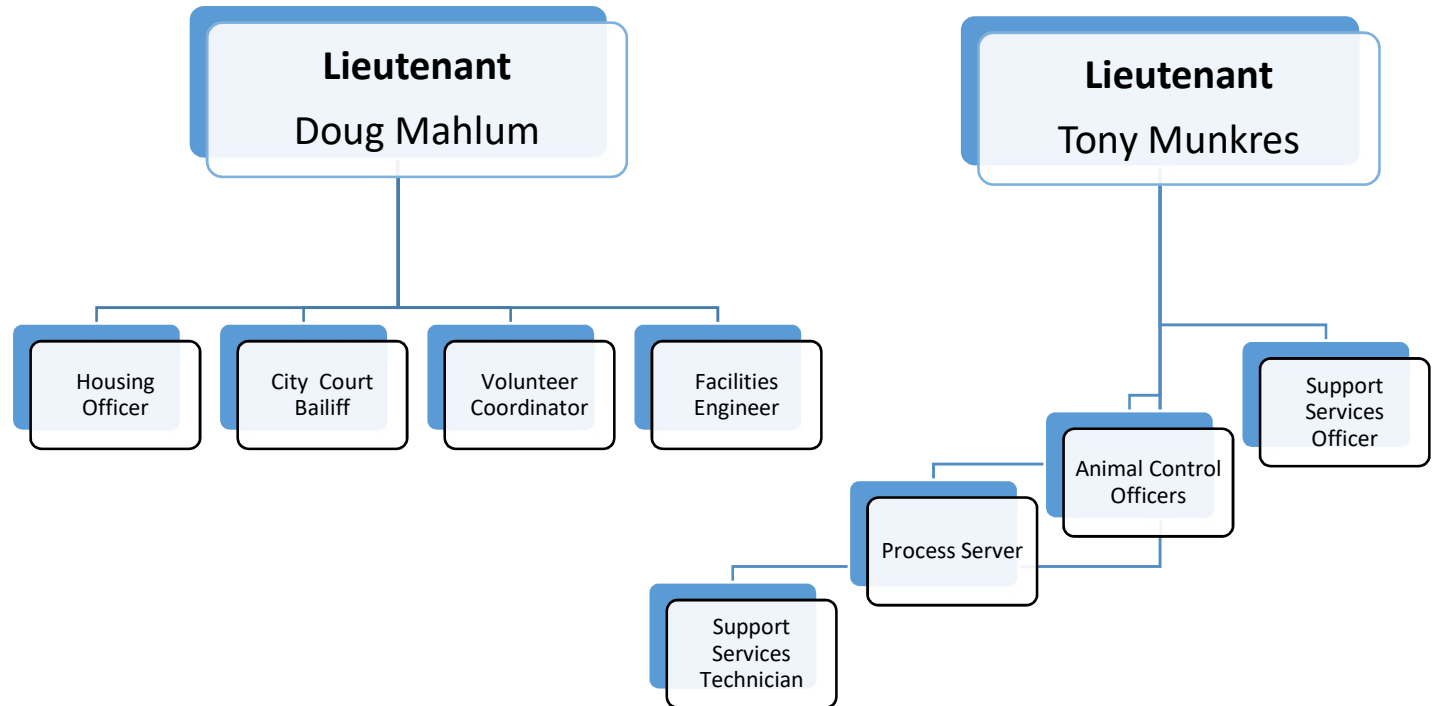 Lieutenant
Doug Mahlum
Lieutenant
Tony Munkres
Housing
Officer
City Court
Bailiff
Volunteer
Coordinator
Facilities
Engineer
Support
Services
Officer
Animal Control
Officers
Process Server
Support
Services
Technician